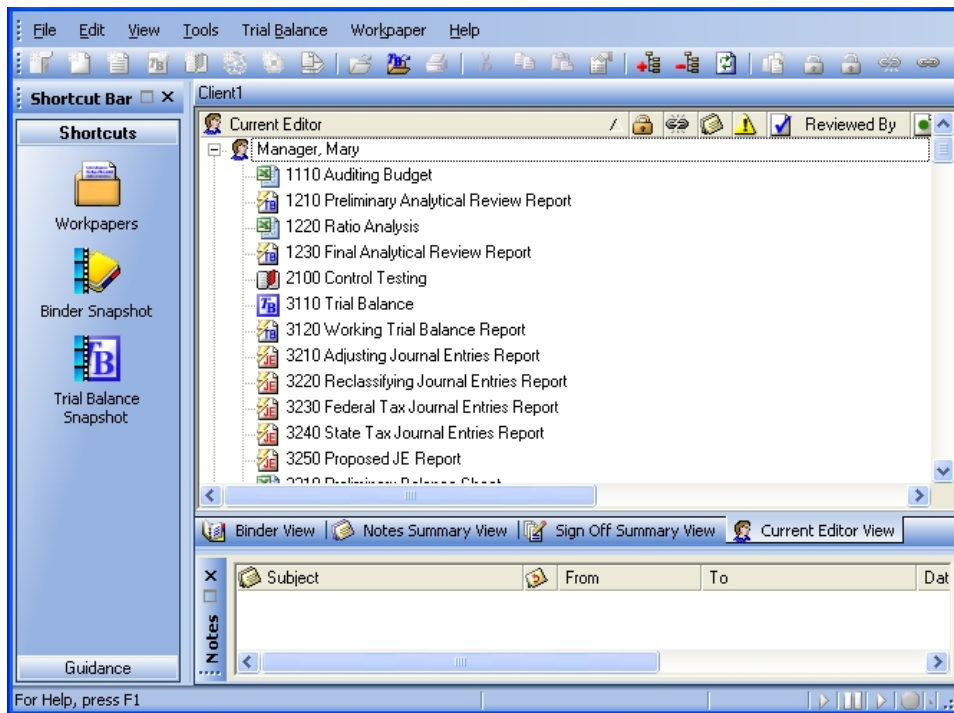 File Edit View Tools Trial Balance Workpaper Help
Shortcut Bar
Client1
Shortcuts
Workpapers
Binder Snapshot
Trial Balance
Snapshot
Guidance
Current Editor Reviewed By
Manager, Mary
1110 Auditing Budget
1210 Preliminary Analytical Review Report
1220 Ratio Analysis
1230 Final Analytical Review Report
2100 Control Testing
3110 Trial Balance
3120 Working Trial Balance Report
3210 Adjusting Journal Entries Report
3220 Reclassifying Journal Entries Report
3230 Federal Tax Journal Entries Report
3240 State Tax Journal Entries Report
3250 Proposed JE Report
Binder View Notes Summary View Sign Off Summary View Current Editor View
Notes
Subject From To Dat
For Help, press F1